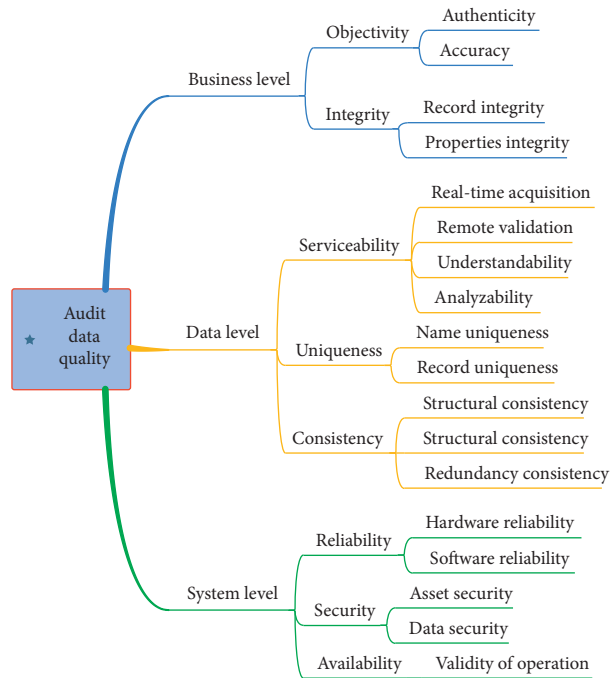 Audit
data
quality
Business level
Objectivity
Authenticity
Accuracy
Integrity
Record integrity
Properties integrity
Data level
Serviceability
Real-time acquisition
Remote validation
Understandability
Analyzability
Uniqueness
Name uniqueness
Record uniqueness
Consistency
Structural consistency
Structural consistency
Redundancy consistency
System level
Reliability
Hardware reliability
Software reliability
Security
Asset security
Data security
Availability
Validity of operation